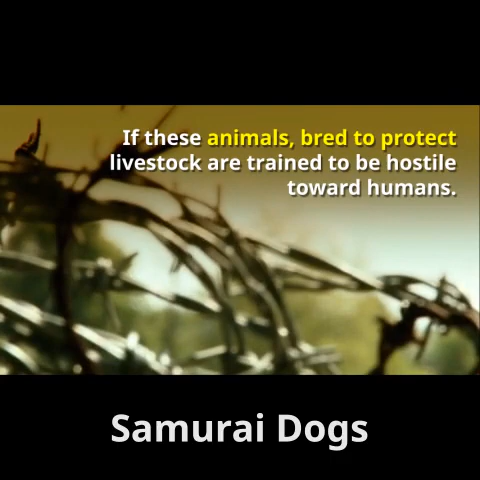 If these animals, bred to protect
livestock are trained to be hostile
toward humans.
Samurai Dogs